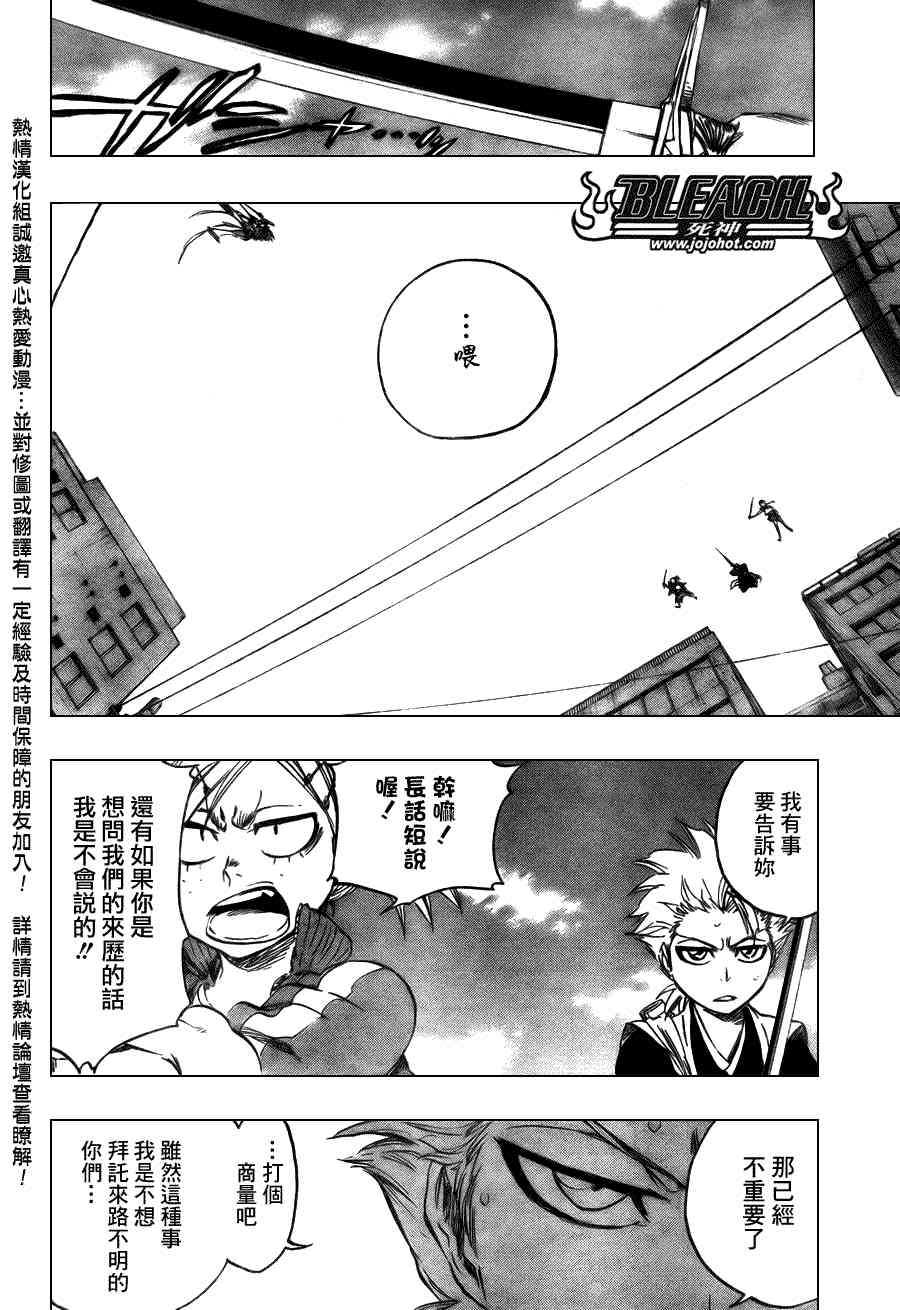 BLEACH
死神
www.jojohot.com
…喂
我有事
要告訴妳
幹嘛！
長話短說
喔！
還有如果你是
想問我們的來歷的話
我是不會說的！！
那已經
不重要了
…打個
商量吧
雖然這種事
我是不想
拜託來路不明的
你們…
熱情漢化組誠邀真心熱愛動漫…並對修圖或翻譯有一定經驗及時間保障的朋友加入！ 詳情請到熱情論壇查看瞭解！